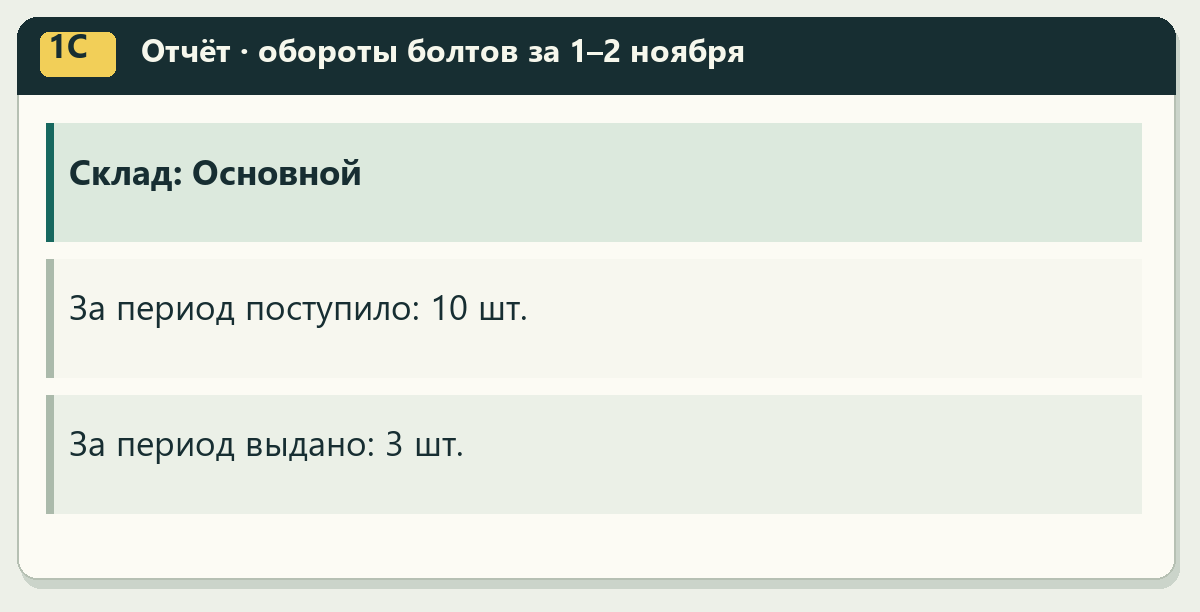 1С
Отчёт · обороты болтов за 1–2 ноября
Склад: Основной
За период поступило: 10 шт.
За период выдано: 3 шт.